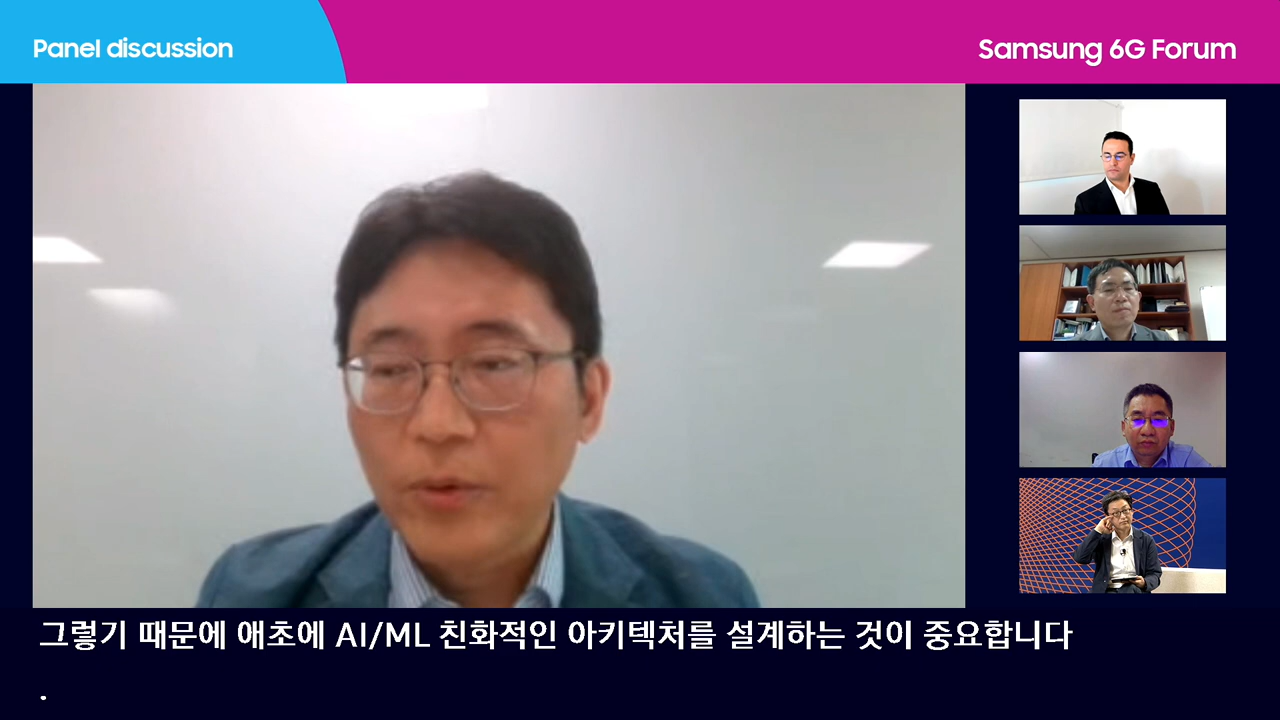 Panel discussion
Samsung 6G Forum
그렇기 때문에 애초에 AI/ML 친화적인 아키텍처를 설계하는 것이 중요합니다
.